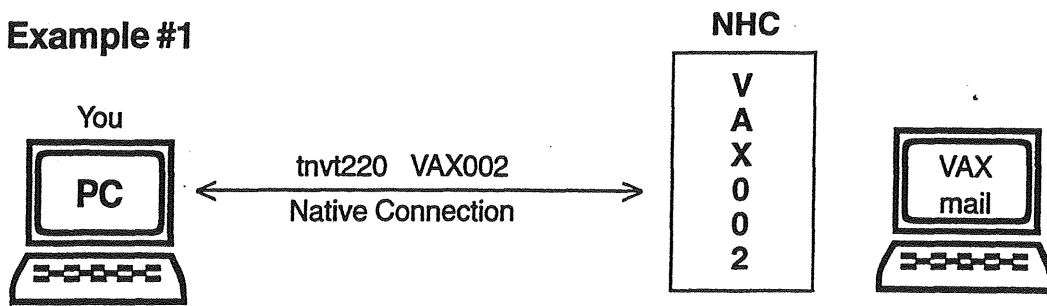 Example #1
NHC
You
PC
tnvt220 VAX002
Native Connection
V
A
X
0
0
2
VAX
mail